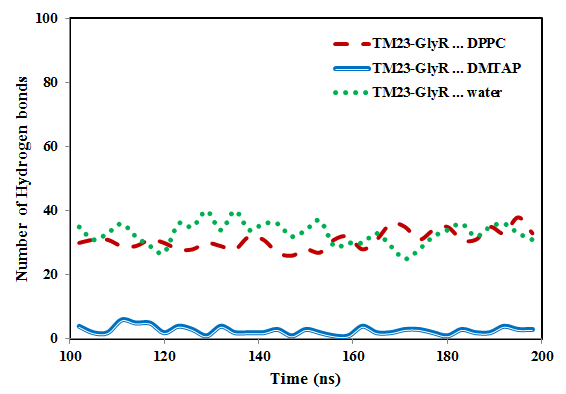 100
TM23-GlyR ... DPPC
TM23-GlyR ... DMTAP
TM23-GlyR ... water
80
60
40
20
0
Number of Hydrogen bonds
100 120 140 160 180 200
Time (ns)